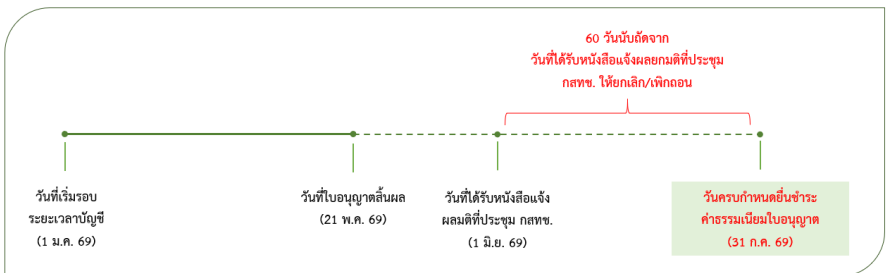 60 วันนับถัดจาก
วันที่ได้รับหนังสือแจ้งผลยกมติที่ประชุม
กสทช. ให้ยกเลิก/เพิกถอน
วันที่เริ่มรอบ
ระยะเวลาบัญชี
(1 ม.ค. 69)
วันที่ใบอนุญาตสิ้นผล
(21 พ.ค. 69)
วันที่ได้รับหนังสือแจ้ง
ผลมติที่ประชุม กสทช.
(1 มิ.ย. 69)
วันครบกำหนดยื่นชำระ
ค่าธรรมเนียมใบอนุญาต
(31 ก.ค. 69)